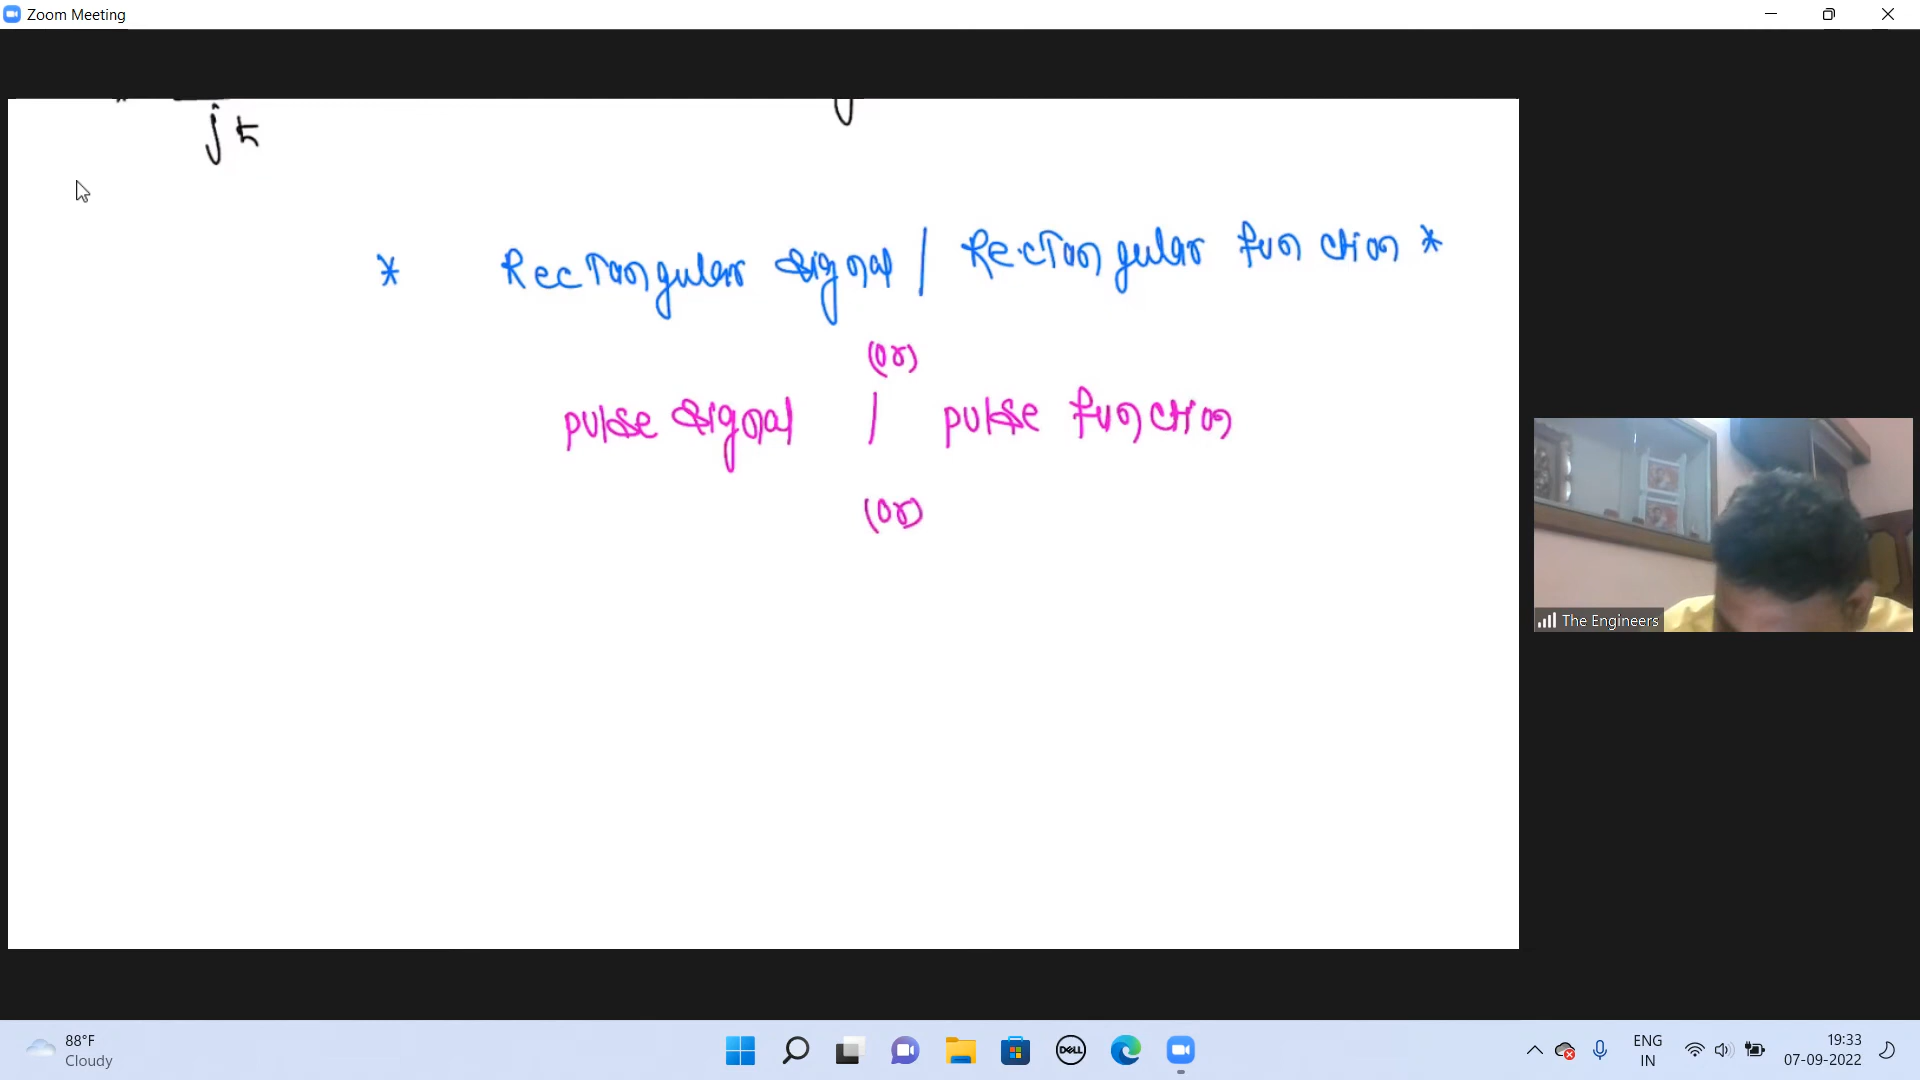 Zoom Meeting
* Rectangular signal / Rectangular function *
(or)
pulse signal / pulse function
(or)
The Engineers
88°F
Cloudy
DELL
ENG
IN
19:33
07-09-2022